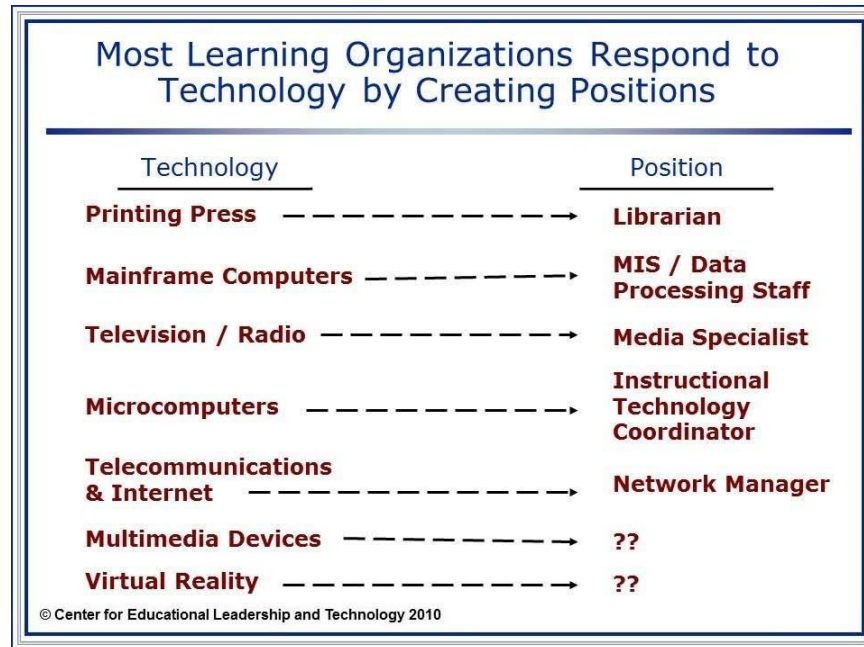 Most Learning Organizations Respond to
Technology by Creating Positions
Technology
Position
Printing Press
Librarian
Mainframe Computers
MIS / Data
Processing Staff
Television / Radio
Media Specialist
Microcomputers
Instructional
Technology
Coordinator
Telecommunications
& Internet
Network Manager
Multimedia Devices
??
Virtual Reality
??
© Center for Educational Leadership and Technology 2010